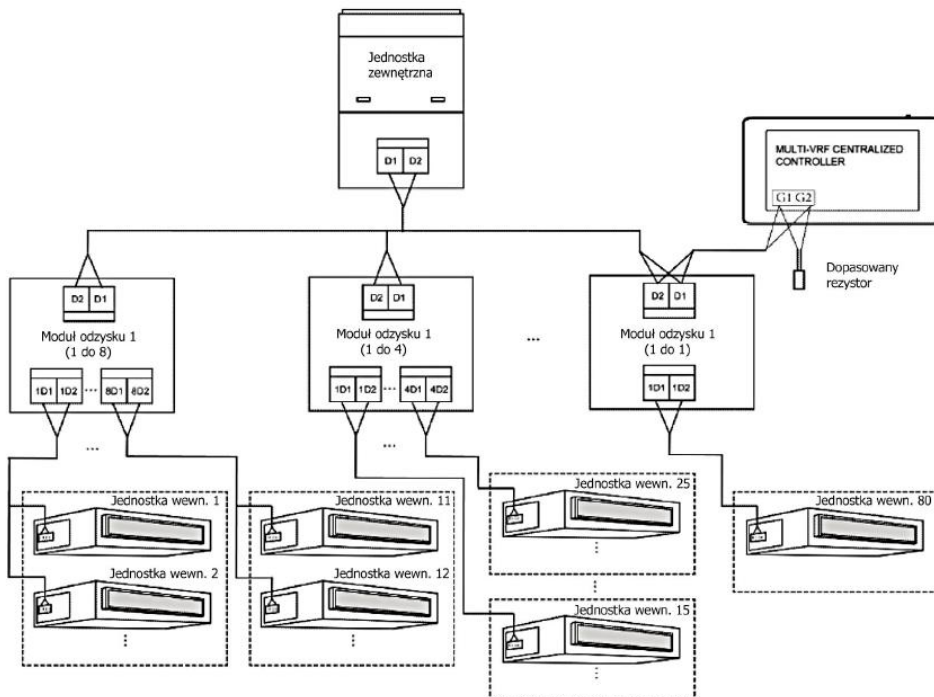 Jednostka
zewnętrzna
D1 D2
MULTI-VRF CENTRALIZED
CONTROLLER
G1 G2
Dopasowany
rezystor
D2 D1
Moduł odzysku 1
(1 do 8)
1D1 1D2 ... 8D1 8D2
...
D2 D1
Moduł odzysku 1
(1 do 4)
1D1 1D2 ... 4D1 4D2
...
...
D2 D1
Moduł odzysku 1
(1 do 1)
1D1 1D2
Jednostka wewn. 1
Jednostka wewn. 2
Jednostka wewn. 11
Jednostka wewn. 12
Jednostka wewn. 25
Jednostka wewn. 15
Jednostka wewn. 80